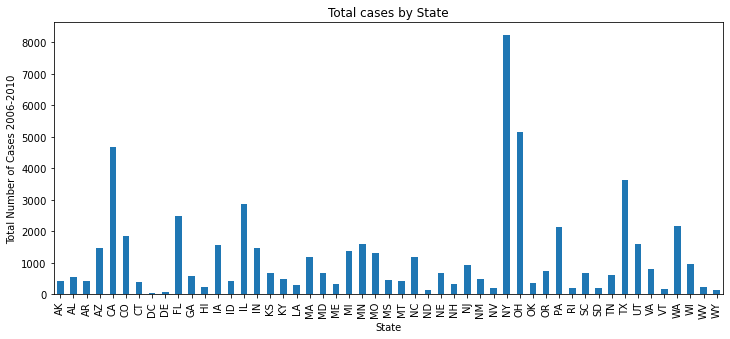 Total cases by State
Total Number of Cases 2006-2010
8000
7000
6000
5000
4000
3000
2000
1000
0
AK AL AR AZ CA CO CT DC DE FL GA HI IA ID IL IN KS KY LA MA MD ME MI MN MO MS MT NC ND NE NH NJ NM NV NY OH OK OR PA RI SC SD TN TX UT VA VT WA WI WV WY
State